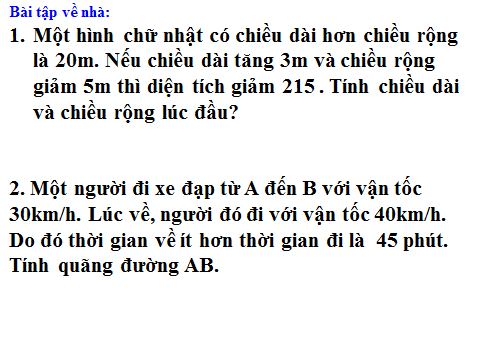 Bài tập về nhà:
1. Một hình chữ nhật có chiều dài hơn chiều rộng
là 20m. Nếu chiều dài tăng 3m và chiều rộng
giảm 5m thì diện tích giảm 215 . Tính chiều dài
và chiều rộng lúc đầu?
2. Một người đi xe đạp từ A đến B với vận tốc
30km/h. Lúc về, người đó đi với vận tốc 40km/h.
Do đó thời gian về ít hơn thời gian đi là 45 phút.
Tính quãng đường AB.